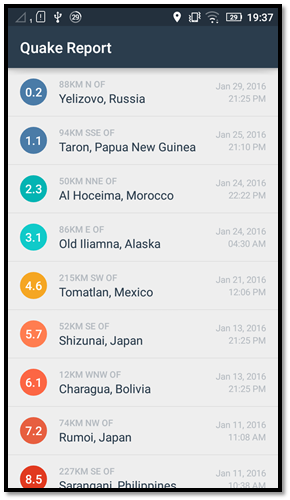 29 19:37
Quake Report
0.2 88KM N OF Jan 29, 2016
Yelizovo, Russia 21:25 PM
1.1 94KM SSE OF Jan 25, 2016
Taron, Papua New Guinea 21:10 PM
2.3 50KM NNE OF Jan 24, 2016
Al Hoceima, Morocco 22:22 PM
3.1 86KM E OF Jan 24, 2016
Old Iliamna, Alaska 04:30 AM
4.6 215KM SW OF Jan 21, 2016
Tomatlan, Mexico 12:06 PM
5.7 52KM SE OF Jan 13, 2016
Shizunai, Japan 21:25 PM
6.1 12KM WNW OF Jan 13, 2016
Charagua, Bolivia 21:25 PM
7.2 74KM NW OF Jan 11, 2016
Rumoi, Japan 11:08 AM
8.5 227KM SE OF Jan 11, 2016
Sarangani, Philippines 10:38 AM